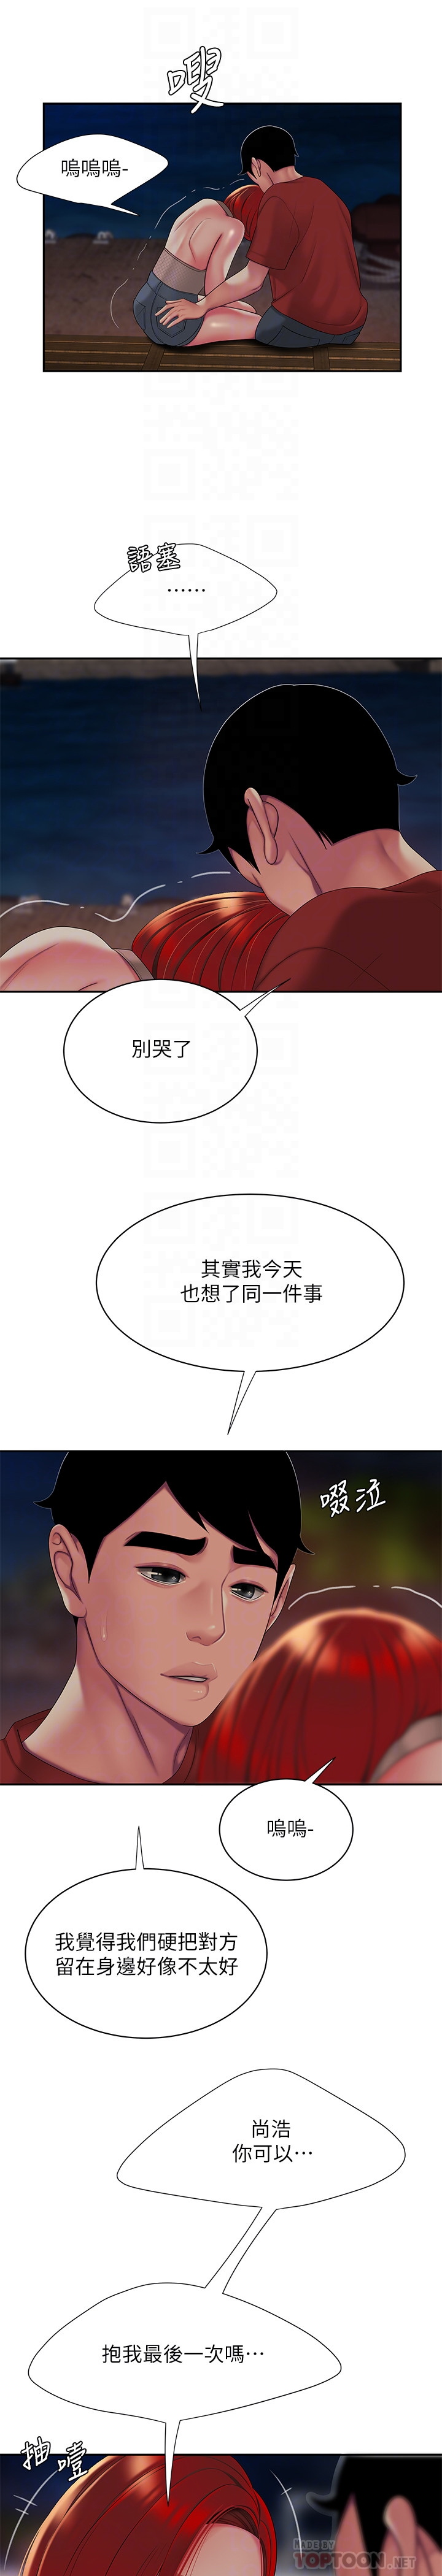 嗖
嗚嗚嗚-
語塞
……
別哭了
其實我今天
也想了同一件事
啜泣
嗚嗚-
我覺得我們硬把對方
留在身邊好像不太好
尚浩
你可以…
抱我最後一次嗎…
抽噎
MADE BY
TOPTOON.NET